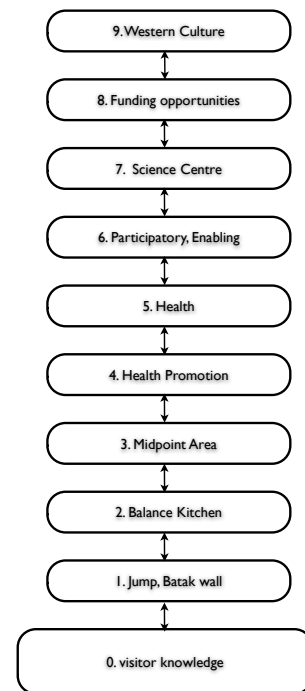 9. Western Culture
8. Funding opportunities
7. Science Centre
6. Participatory, Enabling
5. Health
4. Health Promotion
3. Midpoint Area
2. Balance Kitchen
1. Jump, Batak wall
0. visitor knowledge